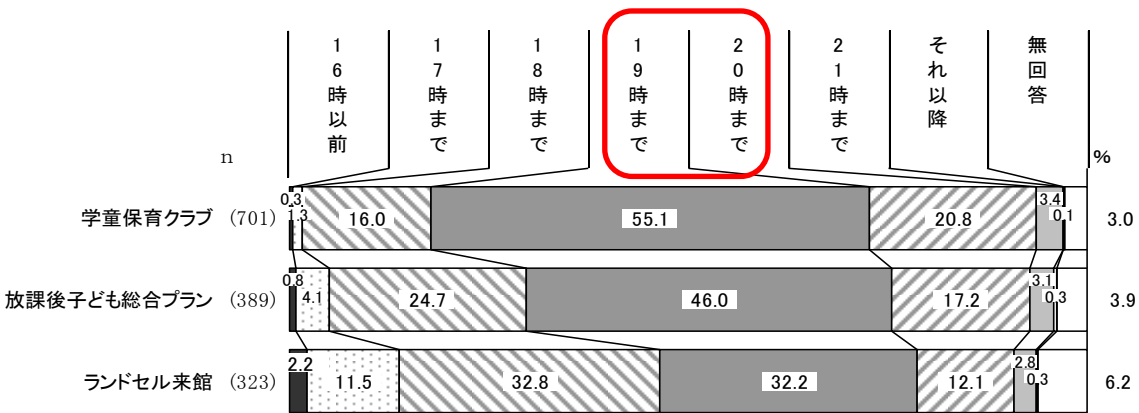 16時以前
17時まで
18時まで
19時まで
20時まで
21時まで
それ以降
無回答
n
%
学童保育クラブ (701)
0.3
1.3
16.0
55.1
20.8
3.4
0.1
3.0
放課後子ども総合プラン (389)
0.8
4.1
24.7
46.0
17.2
3.1
0.3
3.9
ランドセル来館 (323)
2.2
11.5
32.8
32.2
12.1
2.8
0.3
6.2